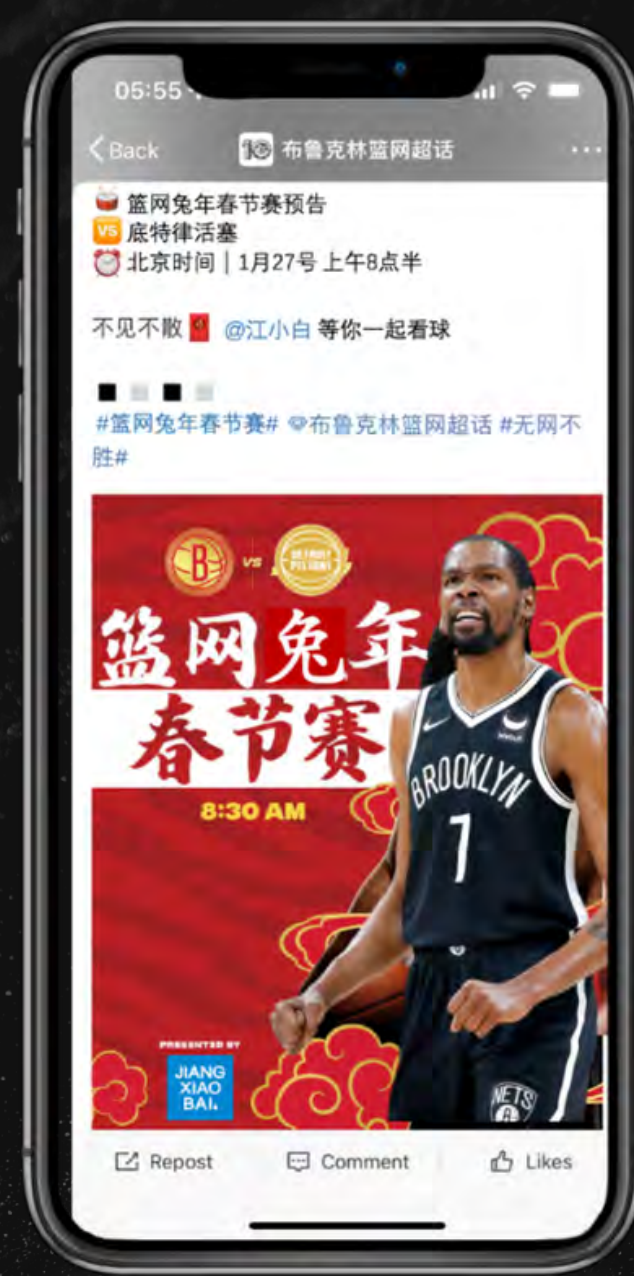 05:55
Back
布鲁克林篮网超话
篮网兔年春节赛预告
VS 底特律活塞
北京时间｜1月27号 上午8点半
不见不散 @江小白 等你一起看球
#篮网兔年春节赛# 布鲁克林篮网超话 #无网不
胜#
B VS DETROIT
PISTONS
篮网兔年
春节赛
8:30 AM
BROOKLYN
7
PRESENTED BY
JIANG
XIAO
BAI.
NETS
B
Repost Comment Likes